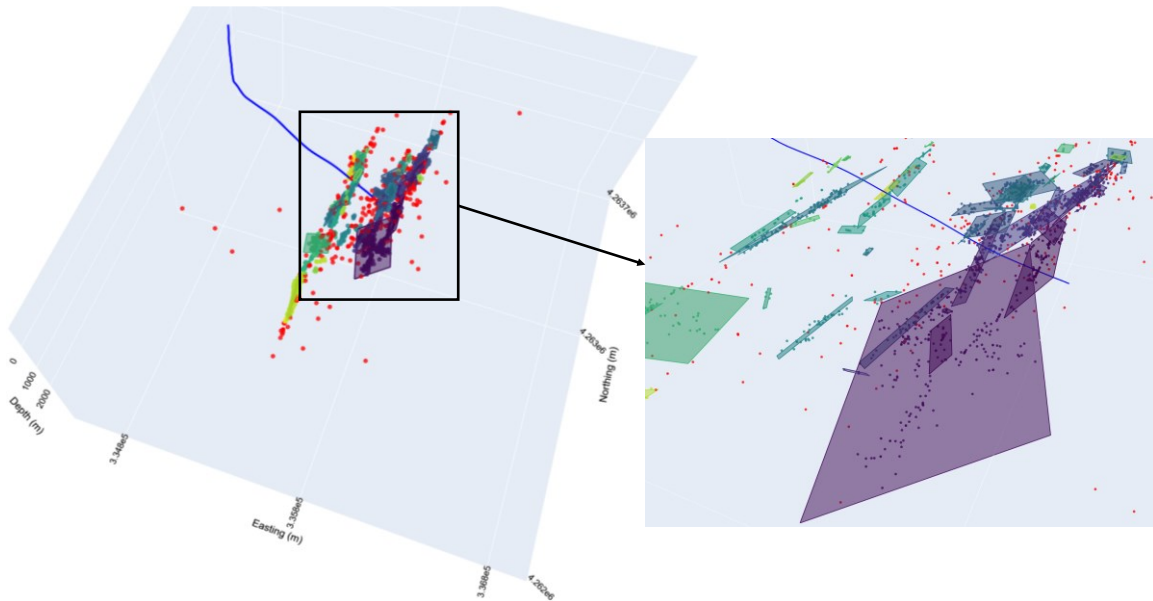 4.2637e6
4.263e6
Northing (m)
0
1000
2000
Depth (m)
3.348e5
3.358e5
Easting (m)
3.368e5
4.262e6